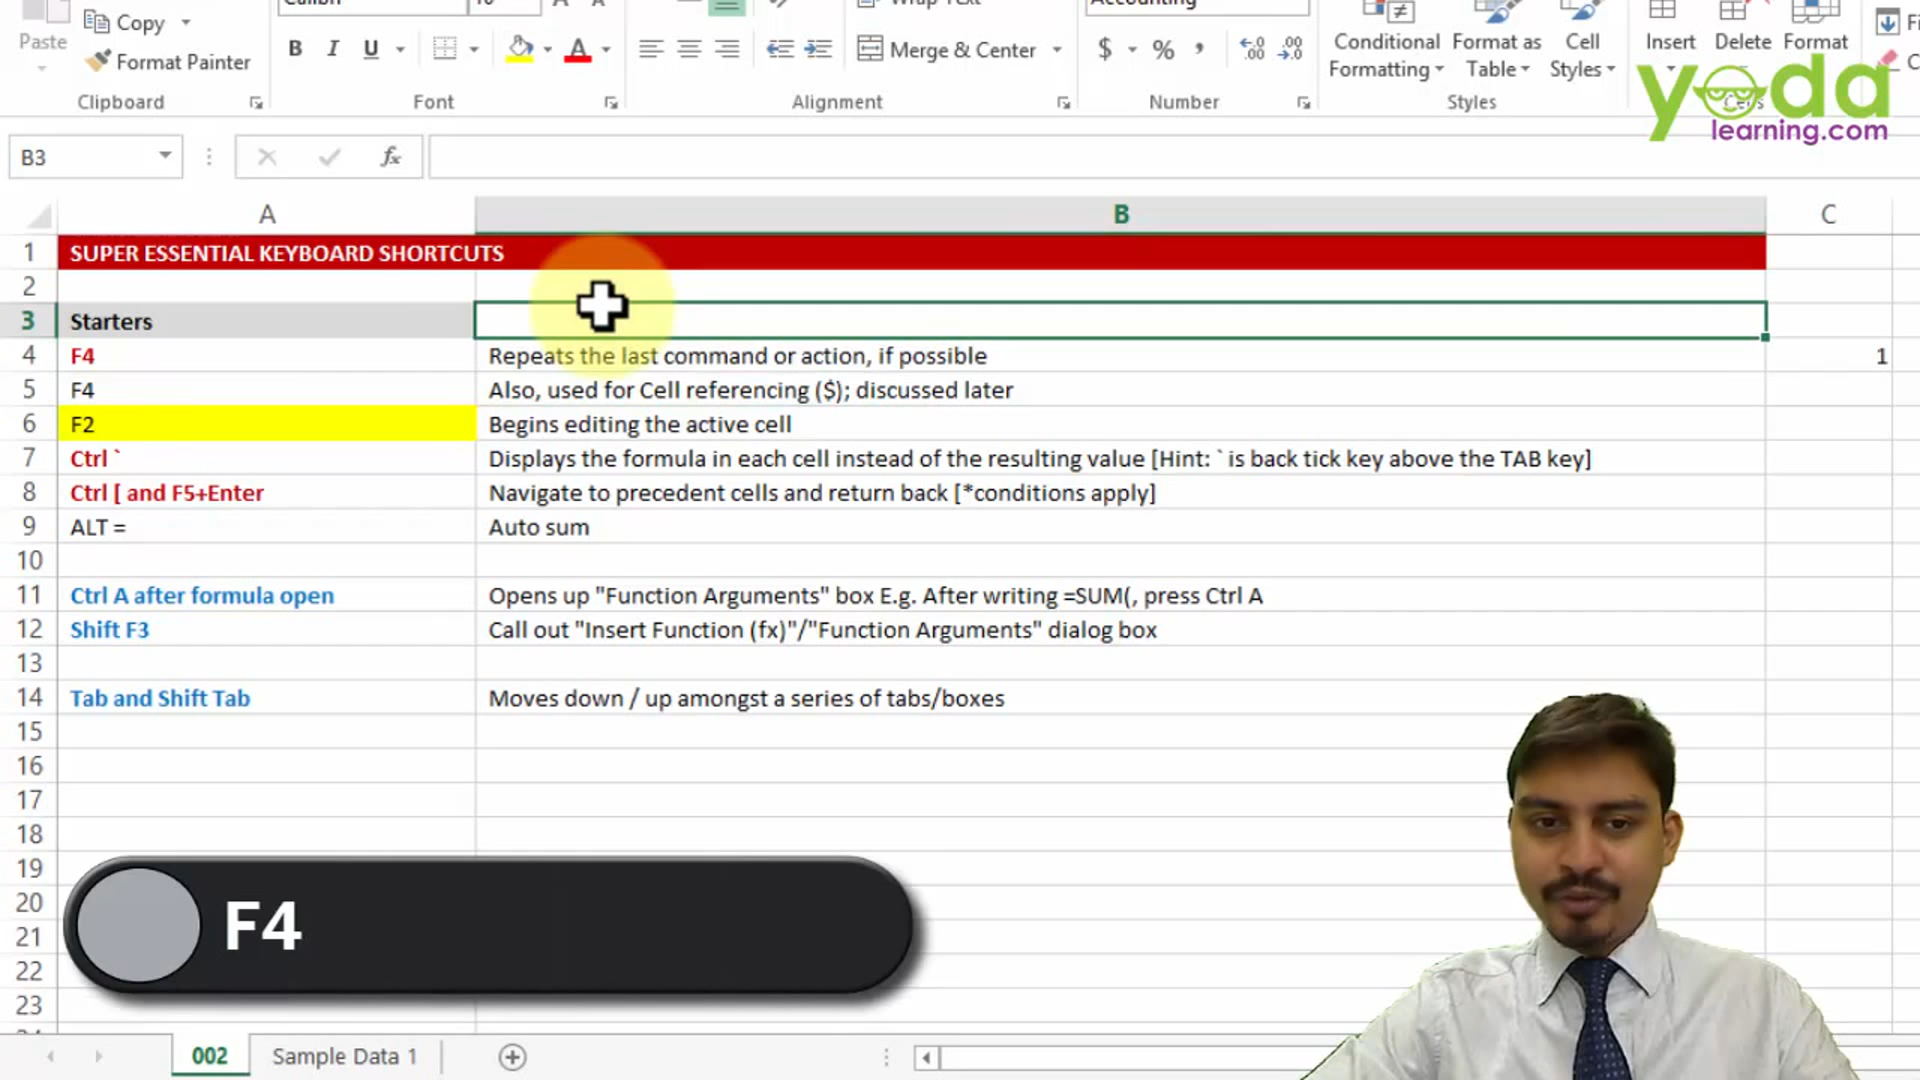 Calibri
Accounting
Paste
Copy
Format Painter
B I U
A
Merge & Center
$ % ,
Conditional
Formatting
Format as
Table
Cell
Styles
Insert
Delete
Format
Clipboard
Font
Alignment
Number
Styles
yoda
learning.com
B3
fx
A B C
1 SUPER ESSENTIAL KEYBOARD SHORTCUTS
2
3 Starters
4 F4 Repeats the last command or action, if possible 1
5 F4 Also, used for Cell referencing ($); discussed later
6 F2 Begins editing the active cell
7 Ctrl ` Displays the formula in each cell instead of the resulting value [Hint: ` is back tick key above the TAB key]
8 Ctrl [ and F5+Enter Navigate to precedent cells and return back [*conditions apply]
9 ALT = Auto sum
10
11 Ctrl A after formula open Opens up "Function Arguments" box E.g. After writing =SUM(, press Ctrl A
12 Shift F3 Call out "Insert Function (fx)"/"Function Arguments" dialog box
13
14 Tab and Shift Tab Moves down / up amongst a series of tabs/boxes
15
16
17
18
19
20
21
22
23
F4
002 Sample Data 1